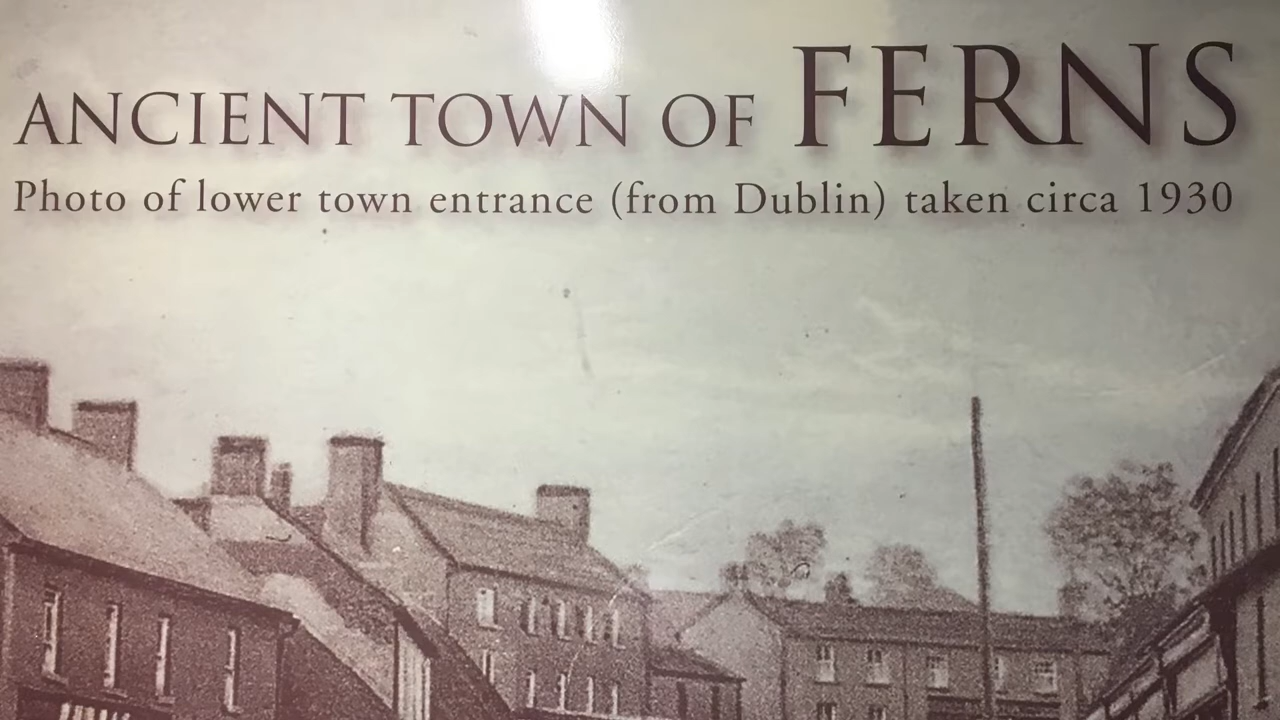 ANCIENT TOWN OF FERNS
Photo of lower town entrance (from Dublin) taken circa 1930